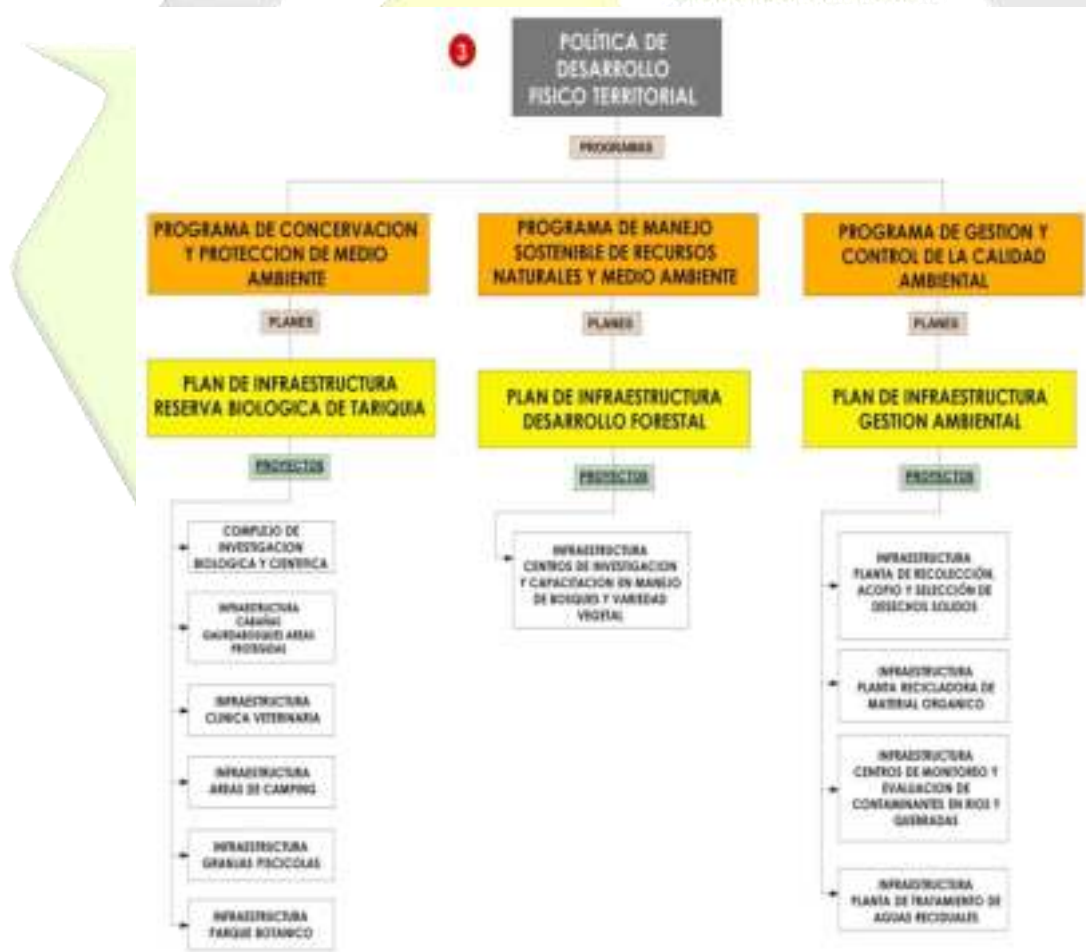 3
POLÍTICA DE
DESARROLLO
FISICO TERRITORIAL
PROGRAMAS
PROGRAMA DE CONCERVACION
Y PROTECCION DE MEDIO
AMBIENTE
PROGRAMA DE MANEJO
SOSTENIBLE DE RECURSOS
NATURALES Y MEDIO AMBIENTE
PROGRAMA DE GESTION Y
CONTROL DE LA CALIDAD
AMBIENTAL
PLANES
PLANES
PLANES
PLAN DE INFRAESTRUCTURA
RESERVA BIOLOGICA DE TARIQUIA
PLAN DE INFRAESTRUCTURA
DESARROLLO FORESTAL
PLAN DE INFRAESTRUCTURA
GESTION AMBIENTAL
PROYECTOS
PROYECTOS
PROYECTOS
COMPLEJO DE
INVESTIGACION
BIOLOGICA Y CIENTIFICA
INFRAESTRUCTURA
CABAÑAS
GAURDABOSQUES AREAS
PROTEGIDAS
INFRAESTRUCTURA
CLINICA VETERINARIA
INFRAESTRUCTURA
AREAS DE CAMPING
INFRAESTRUCTURA
GRANJAS PISCICOLAS
INFRAESTRUCTURA
PARQUE BOTANICO
INFRAESTRUCTURA
CENTROS DE INVESTIGACION
Y CAPACITACION EN MANEJO
DE BOSQUES Y VARIEDAD
VEGETAL
INFRAESTRUCTURA
PLANTA DE RECOLECCIÓN,
ACOPIO Y SELECCIÓN DE
DESECHOS SOLIDOS
INFRAESTRUCTURA
PLANTA RECICLADORA DE
MATERIAL ORGANICO
INFRAESTRUCTURA
CENTROS DE MONITOREO Y
EVALUACION DE
CONTAMINANTES EN RIOS Y
QUEBRADAS
INFRAESTRUCTURA
PLANTA DE TRATAMIENTO DE
AGUAS RECIDUALES